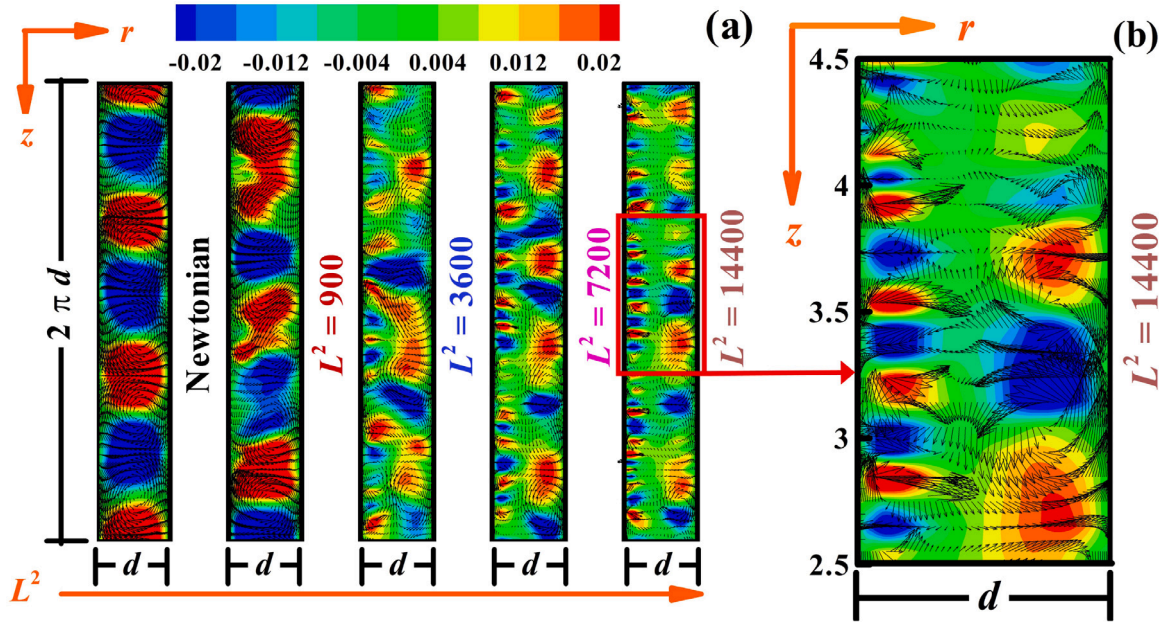 (a)
r
z
-0.02 -0.012 -0.004 0.004 0.012 0.02
2 π d
Newtonian
L² = 900
L² = 3600
L² = 7200
L² = 14400
d d d d d
L²
(b)
r
z
4.5
4
3.5
3
2.5
L² = 14400
d